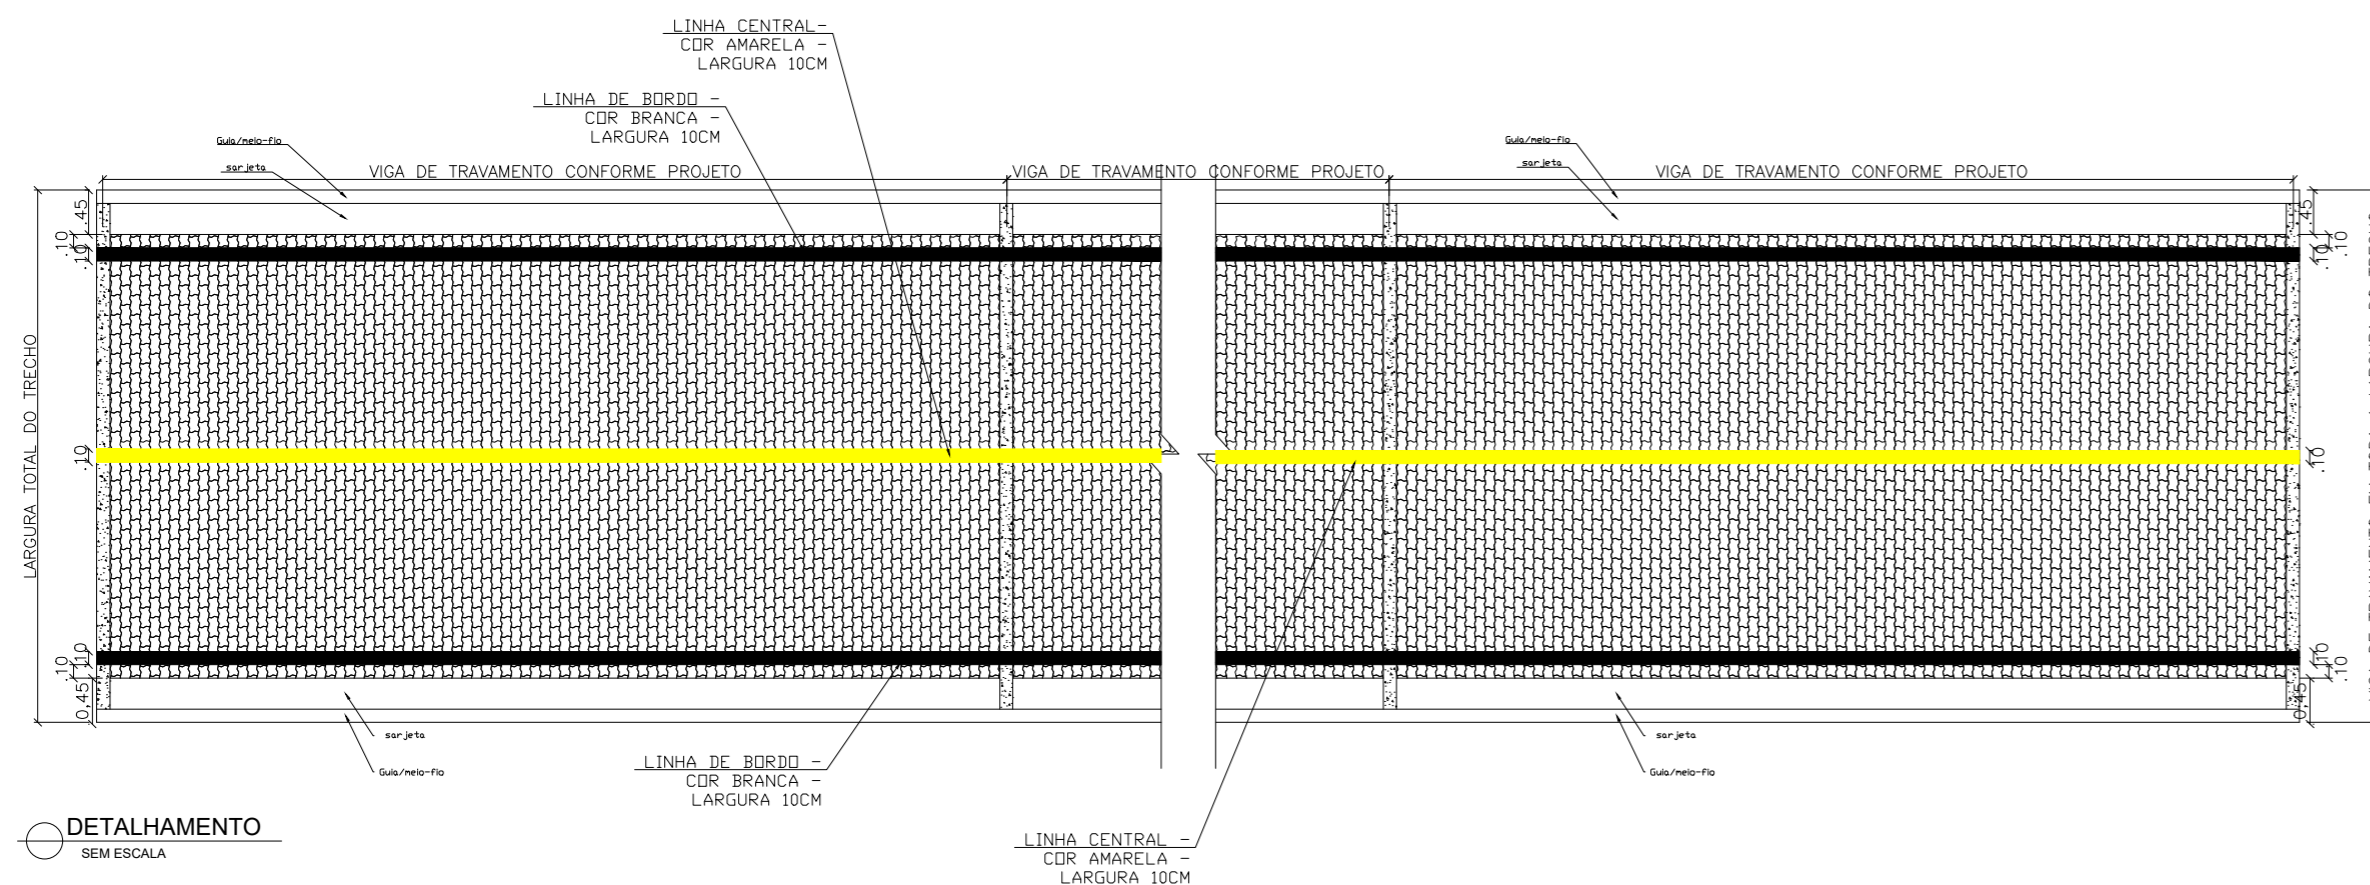 LINHA CENTRAL-
COR AMARELA -
LARGURA 10CM
LINHA DE BORDO -
COR BRANCA -
LARGURA 10CM
Guia/meio-fio
sarjeta
VIGA DE TRAVAMENTO CONFORME PROJETO
VIGA DE TRAVAMENTO CONFORME PROJETO
Guia/meio-fio
sarjeta
VIGA DE TRAVAMENTO CONFORME PROJETO
LARGURA TOTAL DO TRECHO
.45
.10
.10
.10
.10
.10
0,45
.45
.10
.10
.10
.10
.10
0,45
sarjeta
Guia/meio-fio
LINHA DE BORDO -
COR BRANCA -
LARGURA 10CM
sarjeta
Guia/meio-fio
LINHA CENTRAL -
COR AMARELA -
LARGURA 10CM
DETALHAMENTO
SEM ESCALA